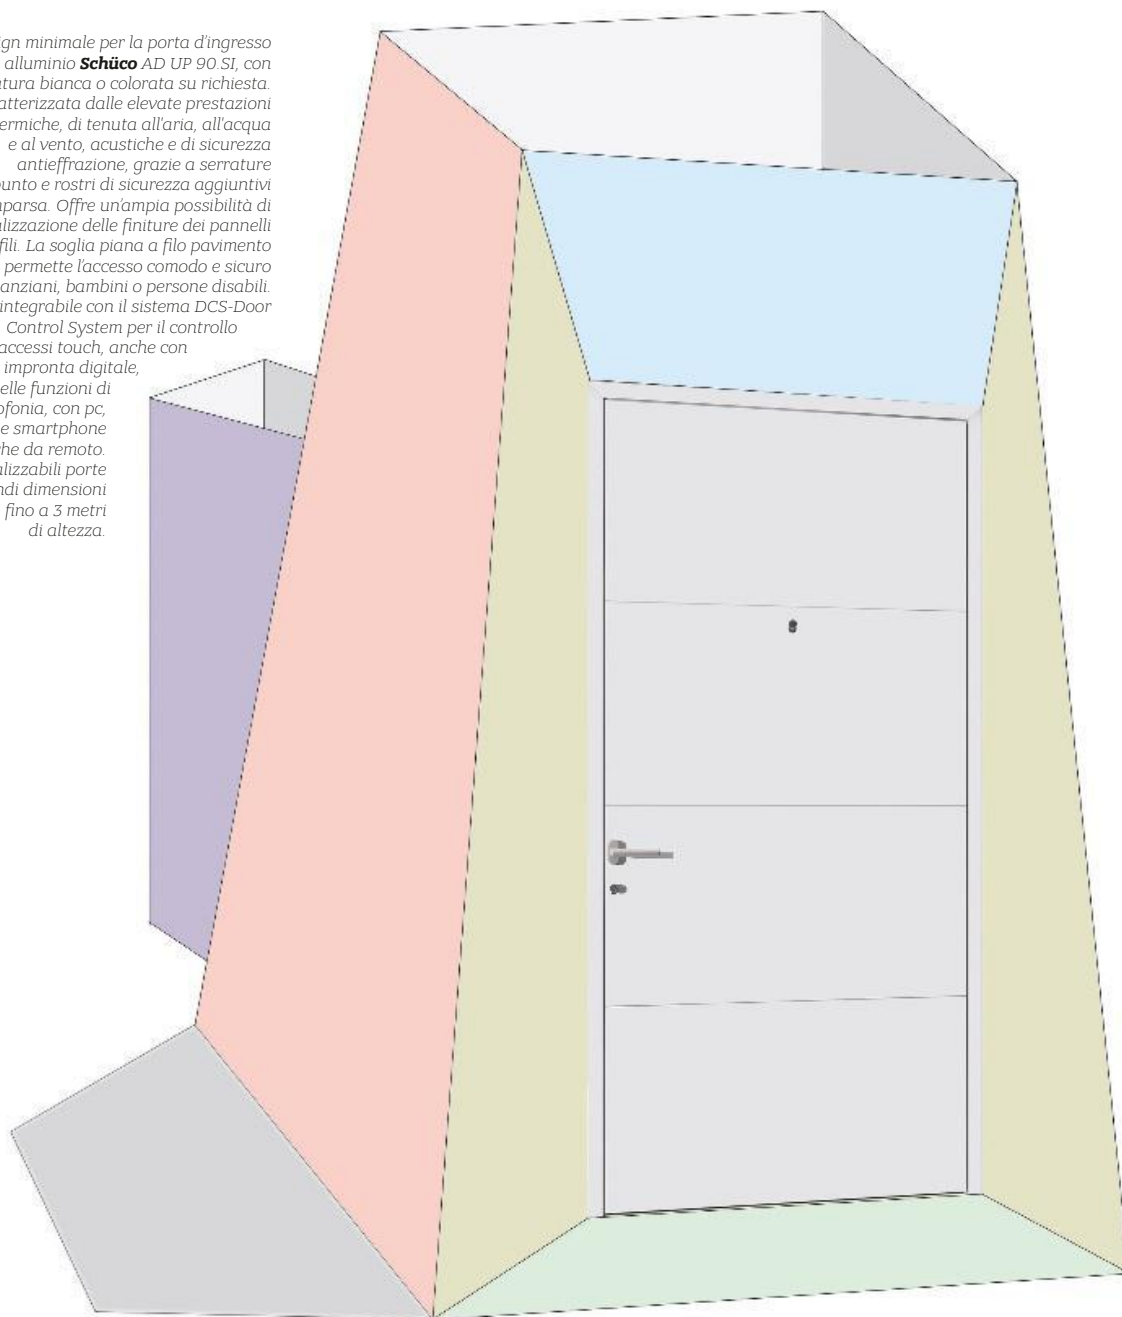 ign minimale per la porta d'ingresso
alluminio Schüco AD UP 90.SI, con
atura bianca o colorata su richiesta.
atterizzata dalle elevate prestazioni
ermiche, di tenuta all'aria, all'acqua
e al vento, acustiche e di sicurezza
antieffrazione, grazie a serrature
unto e rostri di sicurezza aggiuntivi
mparsa. Offre un'ampia possibilità di
alizzazione delle finiture dei pannelli
fili. La soglia piana a filo pavimento
permette l'accesso comodo e sicuro
anziani, bambini o persone disabili.
integrabile con il sistema DCS-Door
Control System per il controllo
accessi touch, anche con
impronta digitale,
elle funzioni di
ofonia, con pc,
e smartphone
che da remoto.
alizzabili porte
ndi dimensioni
fino a 3 metri
di altezza.